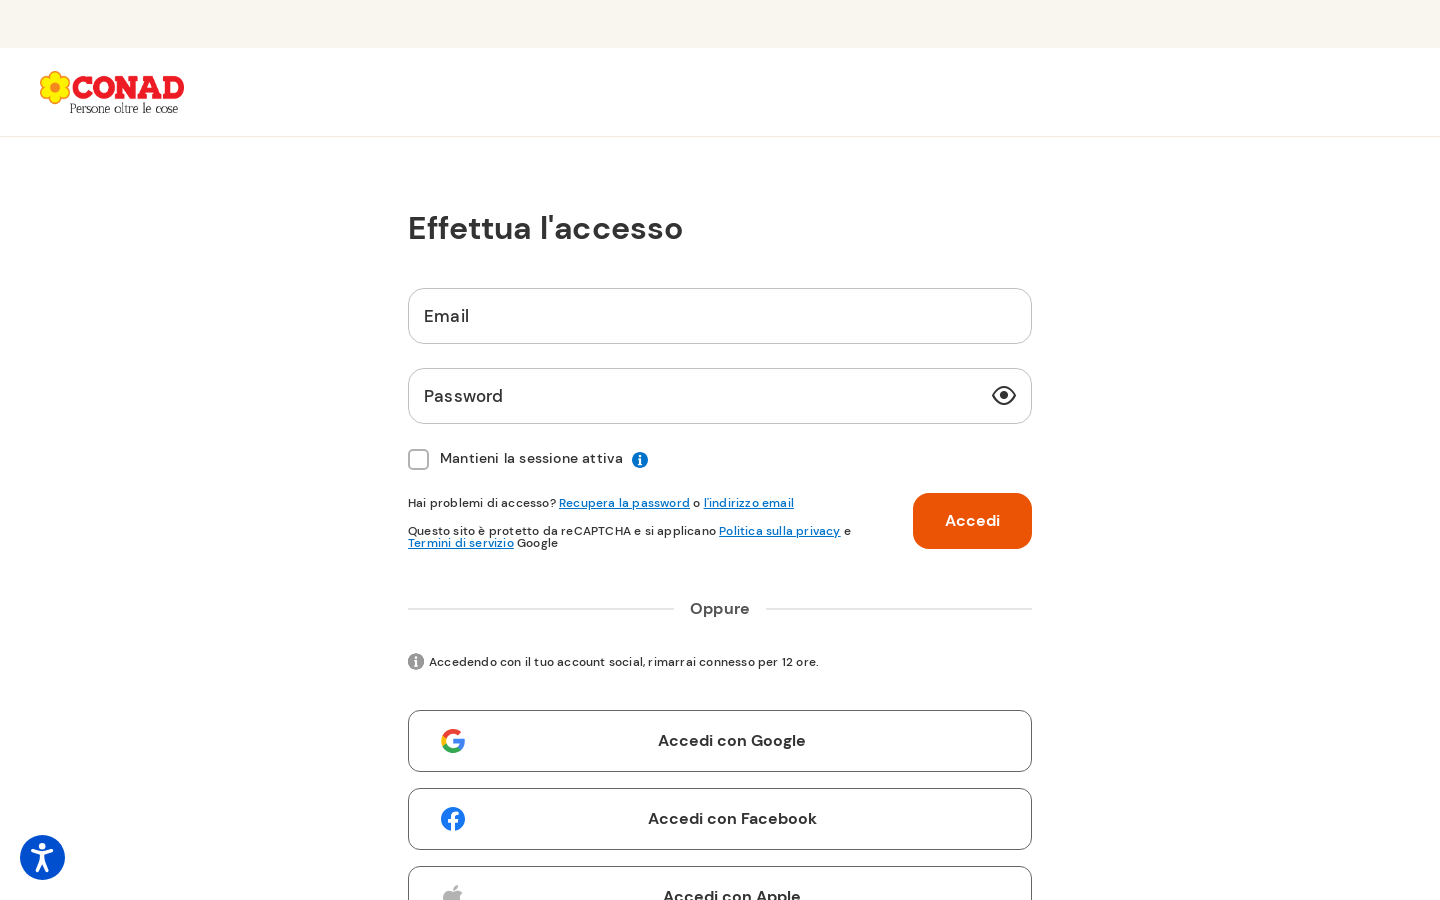 CONAD
Persone oltre le cose
Effettua l'accesso
Email
Password
Mantieni la sessione attiva
Hai problemi di accesso? Recupera la password o l'indirizzo email
Accedi
Questo sito è protetto da reCAPTCHA e si applicano Politica sulla privacy e
Termini di servizio Google
Oppure
Accedendo con il tuo account social, rimarrai connesso per 12 ore.
Accedi con Google
Accedi con Facebook
Accedi con Apple